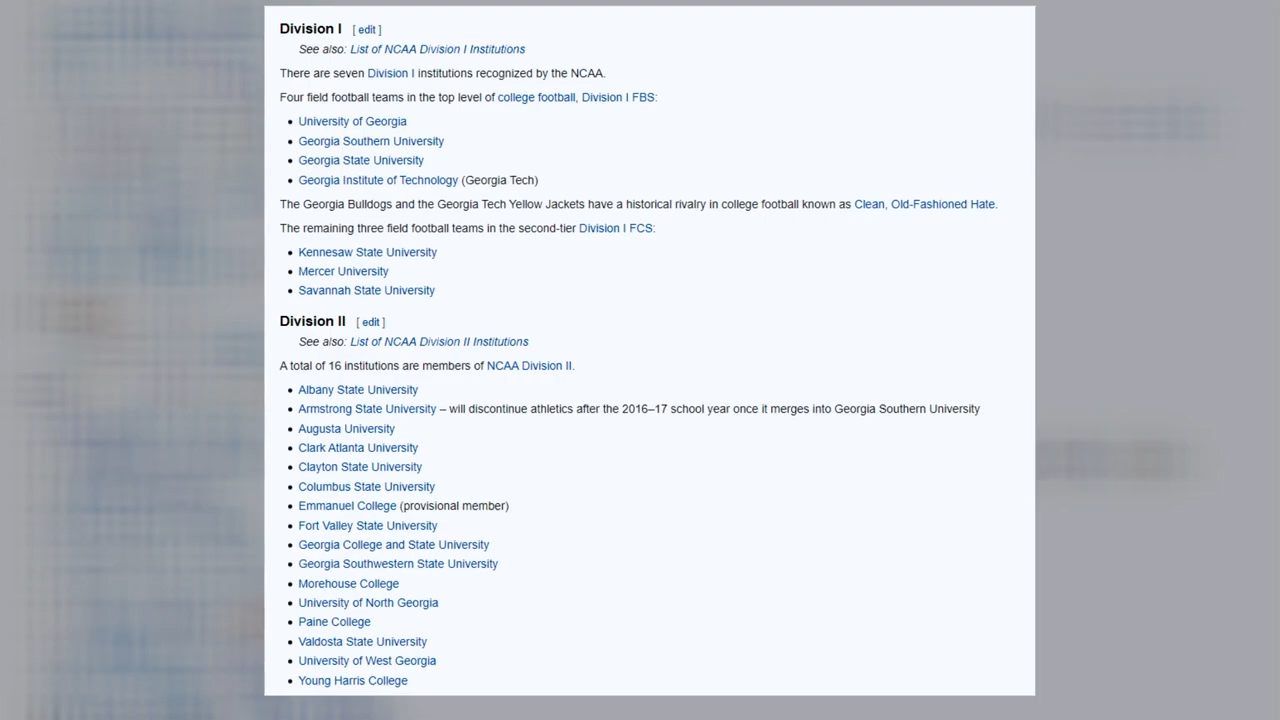 Division I [ edit ]
See also: List of NCAA Division I Institutions
There are seven Division I institutions recognized by the NCAA.
Four field football teams in the top level of college football, Division I FBS:
University of Georgia
Georgia Southern University
Georgia State University
Georgia Institute of Technology (Georgia Tech)
The Georgia Bulldogs and the Georgia Tech Yellow Jackets have a historical rivalry in college football known as Clean, Old-Fashioned Hate.
The remaining three field football teams in the second-tier Division I FCS:
Kennesaw State University
Mercer University
Savannah State University
Division II [ edit ]
See also: List of NCAA Division II Institutions
A total of 16 institutions are members of NCAA Division II.
Albany State University
Armstrong State University – will discontinue athletics after the 2016–17 school year once it merges into Georgia Southern University
Augusta University
Clark Atlanta University
Clayton State University
Columbus State University
Emmanuel College (provisional member)
Fort Valley State University
Georgia College and State University
Georgia Southwestern State University
Morehouse College
University of North Georgia
Paine College
Valdosta State University
University of West Georgia
Young Harris College